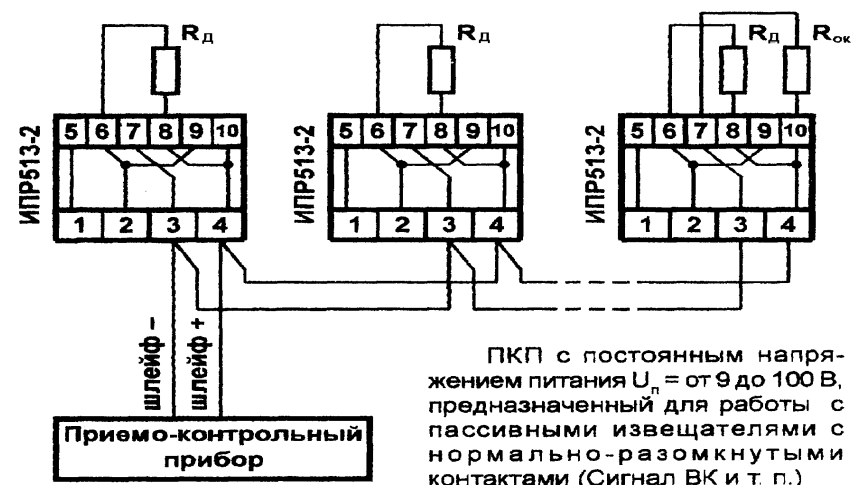 Rд
Rд
Rд
Rок
ИПР513-2
5 6 7 8 9 10
1 2 3 4
ИПР513-2
5 6 7 8 9 10
1 2 3 4
ИПР513-2
5 6 7 8 9 10
1 2 3 4
шлейф –
шлейф +
Приемо-контрольный
прибор
ПКП с постоянным напря-
жением питания Uп = от 9 до 100 В,
предназначенный для работы с
пассивными извещателями с
нормально-разомкнутыми
контактами (Сигнал ВК и т. п.)